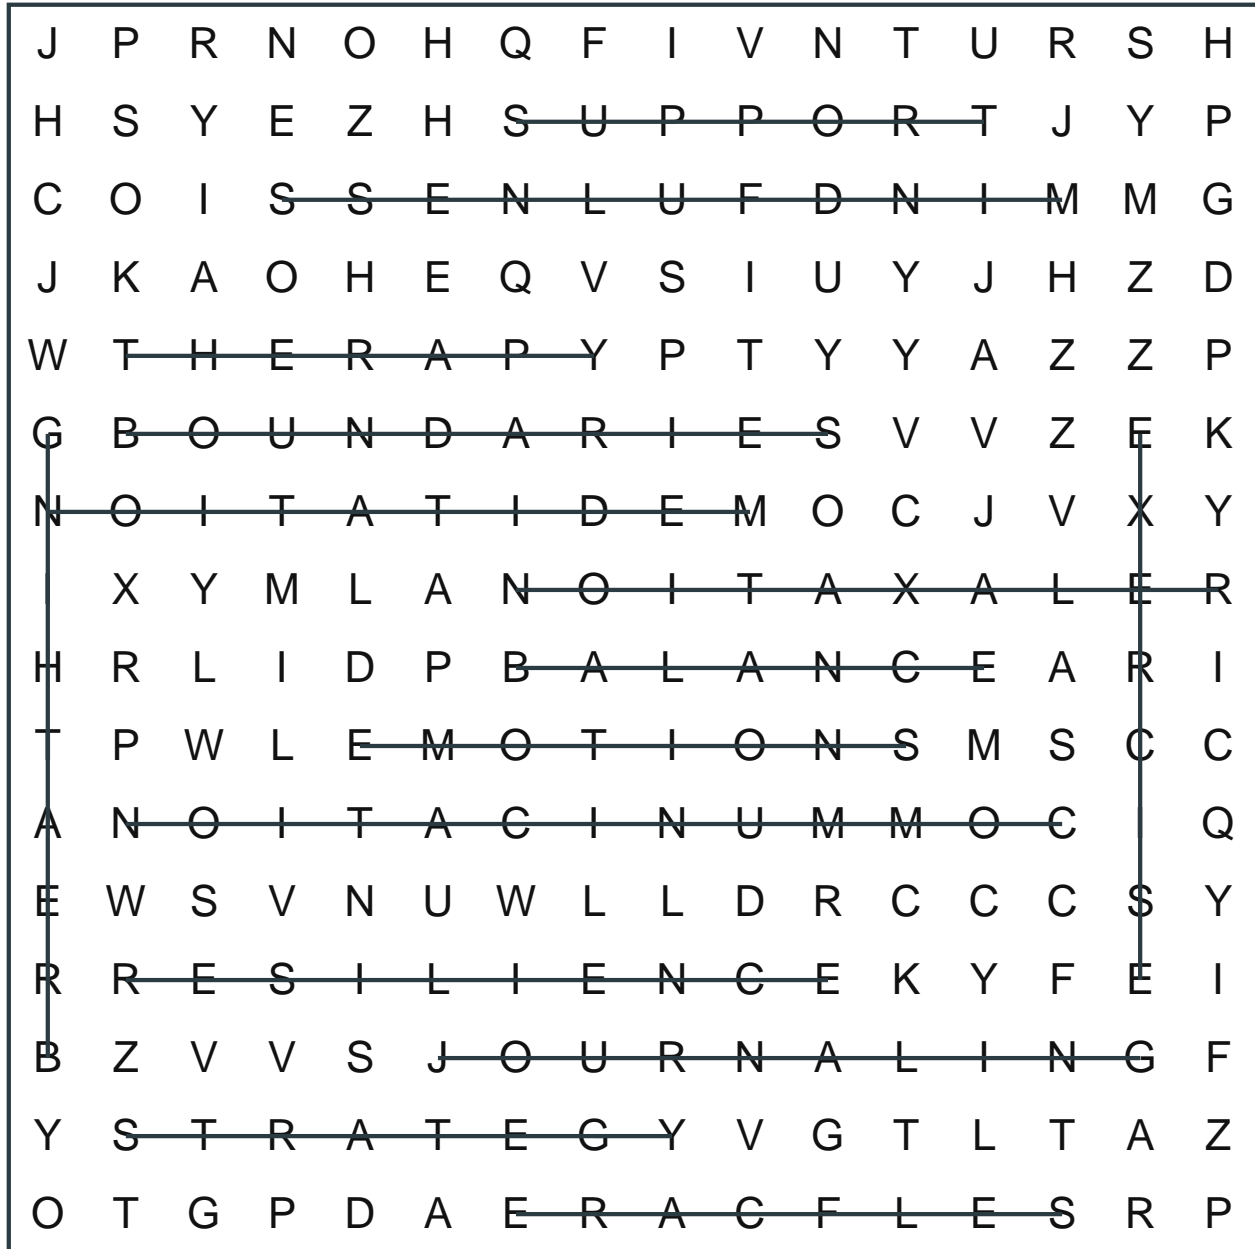 J P R N O H Q F I V N T U R S H
H S Y E Z H S U P P O R T J Y P
C O I S S E N L U F D N I M M G
J K A O H E Q V S I U Y J H Z D
W T H E R A P Y P T Y Y A Z Z P
G B O U N D A R I E S V V Z E K
N O I T A T I D E M O C J V X Y
I X Y M L A N O I T A X A L E R
H R L I D P B A L A N C E A R I
T P W L E M O T I O N S M S C C
A N O I T A C I N U M M O C I Q
E W S V N U W L L D R C C C S Y
R R E S I L I E N C E K Y F E I
B Z V V S J O U R N A L I N G F
Y S T R A T E G Y V G T L T A Z
O T G P D A E R A C F L E S R P